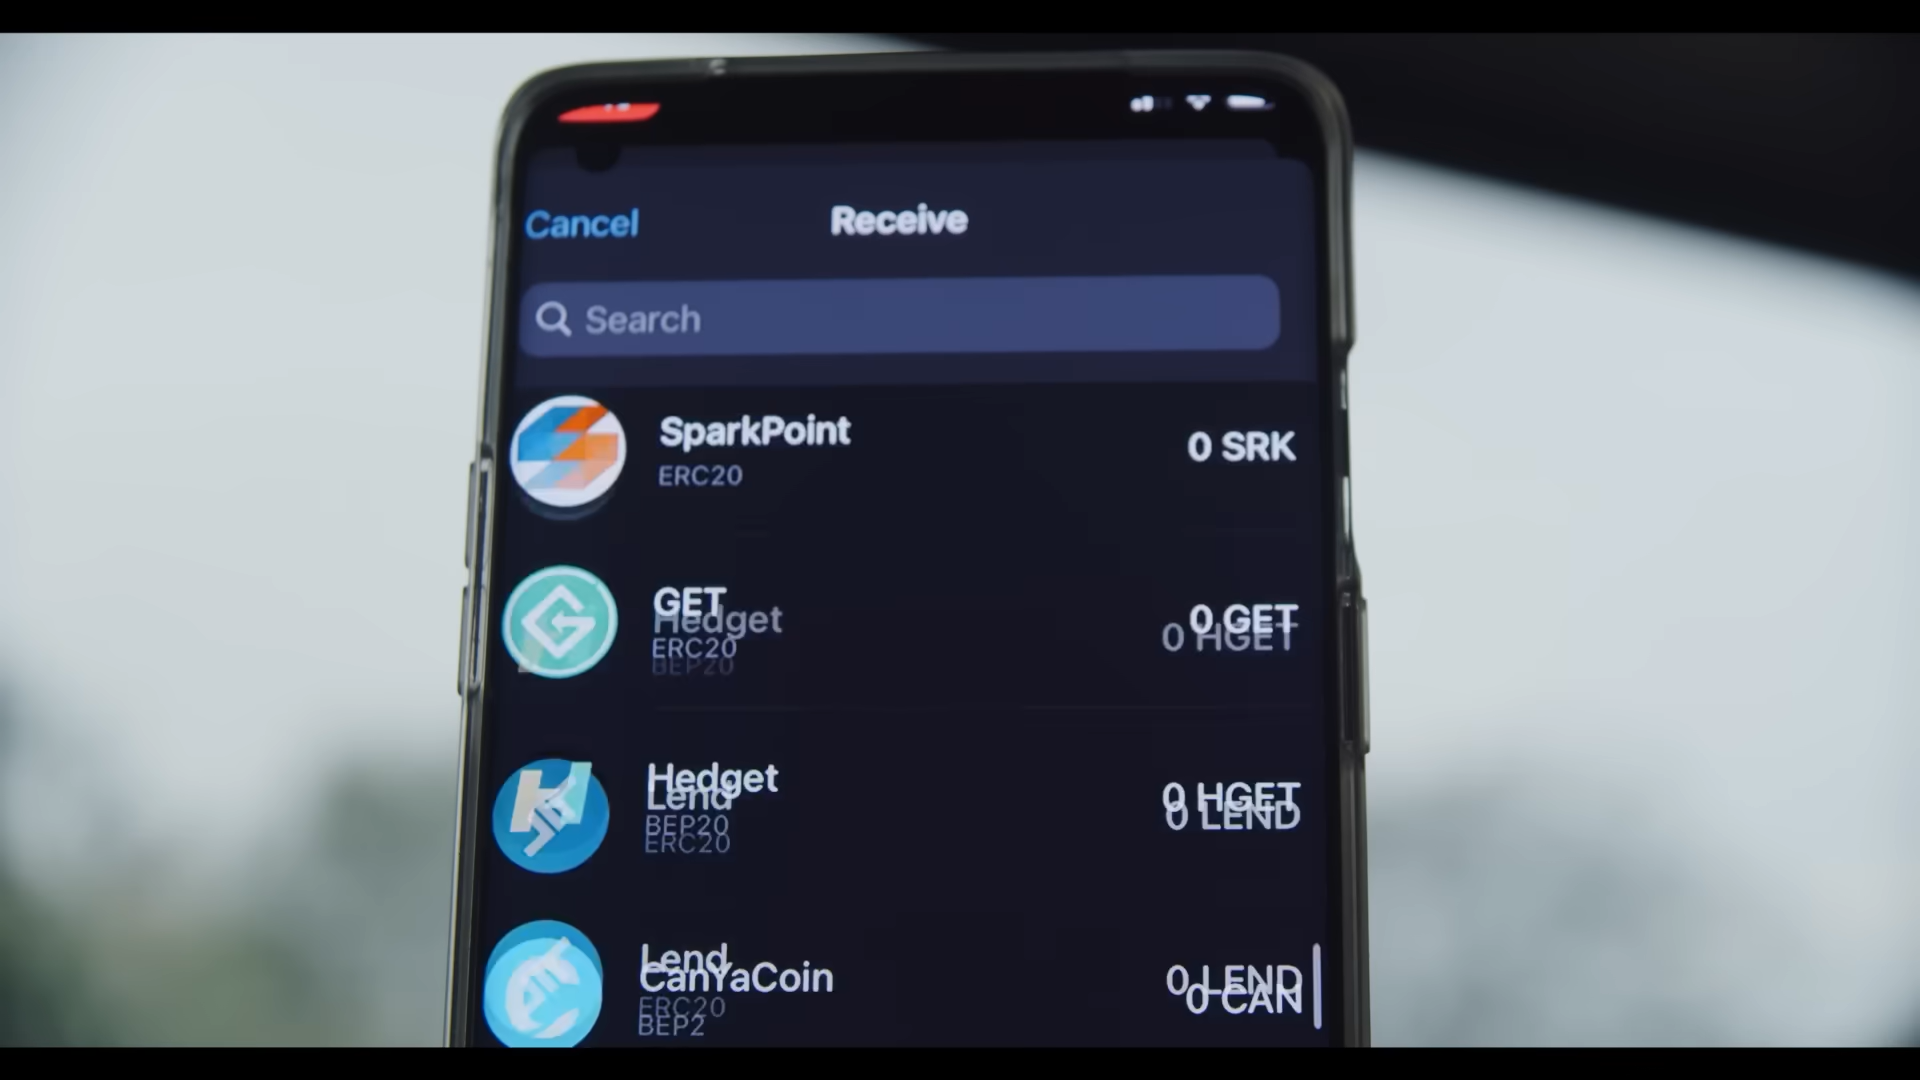 Cancel
Receive
Search
SparkPoint
0 SRK
ERC20
GET
0 GET
Hedget
0 HGET
ERC20
BEP20
Hedget
0 HGET
Lend
0 LEND
BEP20
ERC20
Lend
0 LEND
CanYaCoin
0 CAN
ERC20
BEP2